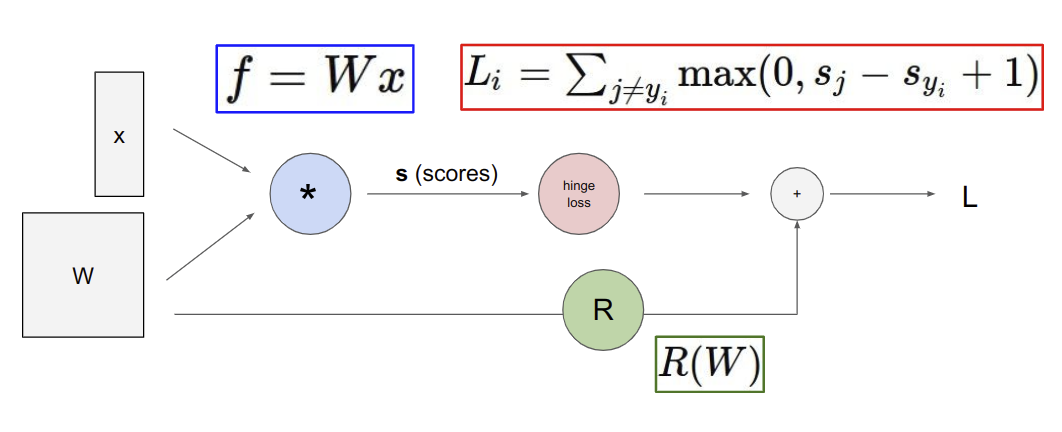 f = Wx
L_i = \sum_{j \neq y_i} \max(0, s_j - s_{y_i} + 1)
x
*
s (scores)
hinge
loss
+
L
W
R
R(W)